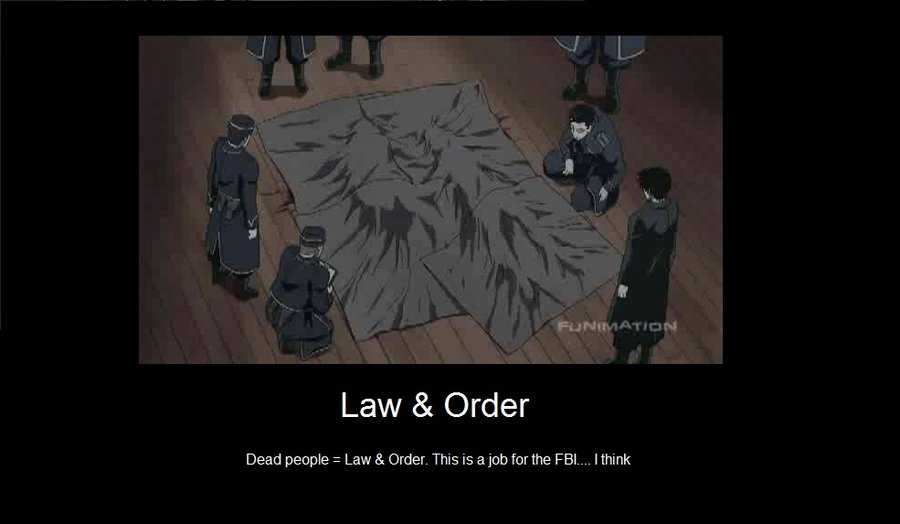 FUNIMATION
Law & Order
Dead people = Law & Order. This is a job for the FBI.... I think